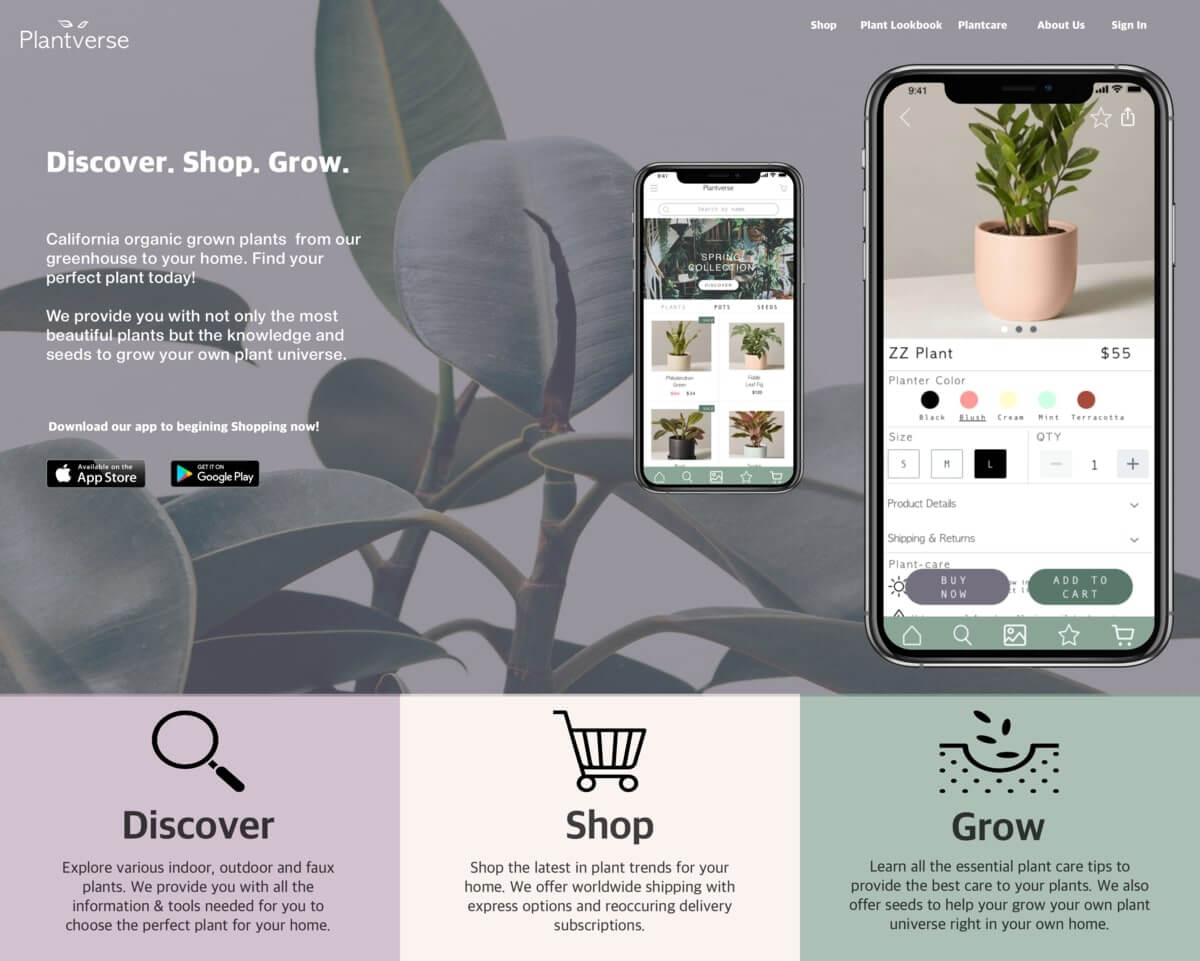 Plantverse
Shop Plant Lookbook Plantcare About Us Sign In
Discover. Shop. Grow.
California organic grown plants from our
greenhouse to your home. Find your
perfect plant today!
We provide you with not only the most
beautiful plants but the knowledge and
seeds to grow your own plant universe.
Download our app to begining Shopping now!
Available on the
App Store
GET IT ON
Google Play
9:41
Plantverse
Search by name
SPRING
COLLECTION
DISCOVER
PLANTS POTS SEEDS
SALE
Philodendron
Green
$34
Fiddle
Leaf Fig
SALE
9:41
ZZ Plant $55
Planter Color
Black Blush Cream Mint Terracotta
Size QTY
S M L 1
Product Details
Shipping & Returns
Plant-care
BUY
NOW
ADD TO
CART
Discover
Explore various indoor, outdoor and faux
plants. We provide you with all the
information & tools needed for you to
choose the perfect plant for your home.
Shop
Shop the latest in plant trends for your
home. We offer worldwide shipping with
express options and reoccuring delivery
subscriptions.
Grow
Learn all the essential plant care tips to
provide the best care to your plants. We also
offer seeds to help your grow your own plant
universe right in your own home.